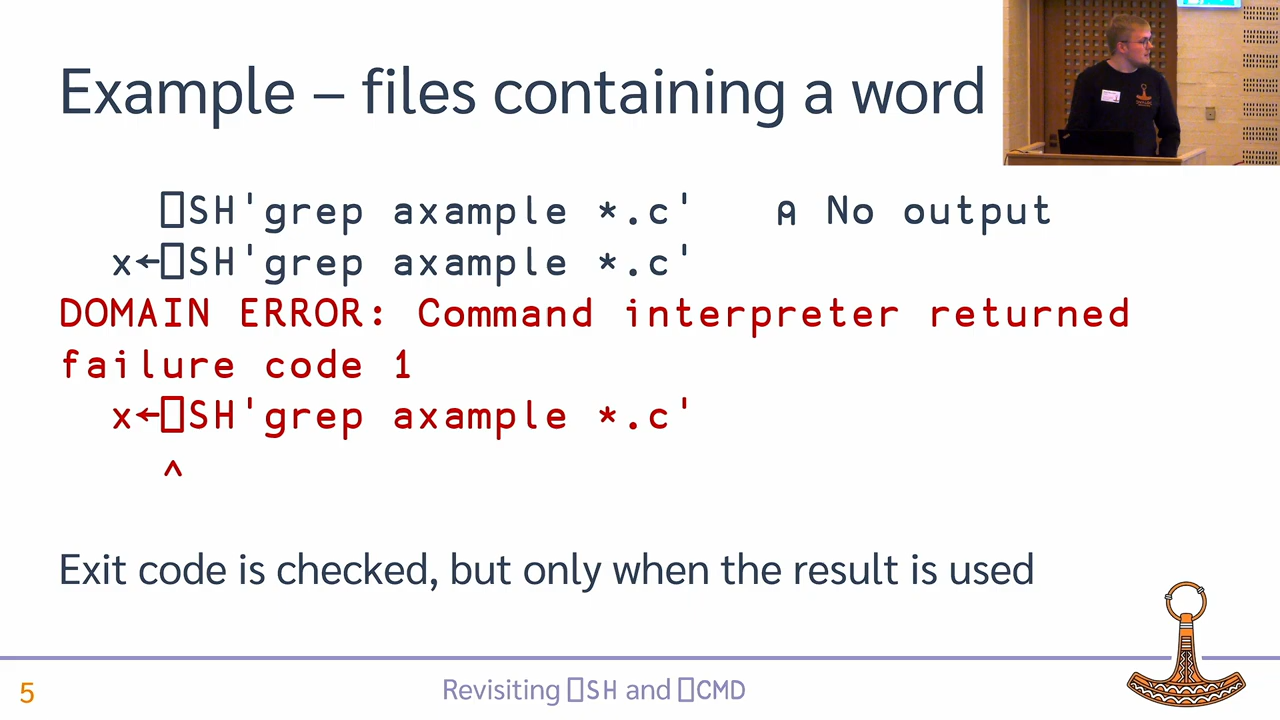 Example – files containing a word
⎕SH'grep axample *.c' ⍝ No output
x←⎕SH'grep axample *.c'
DOMAIN ERROR: Command interpreter returned
failure code 1
x←⎕SH'grep axample *.c'
^
Exit code is checked, but only when the result is used
5
Revisiting ⎕SH and ⎕CMD